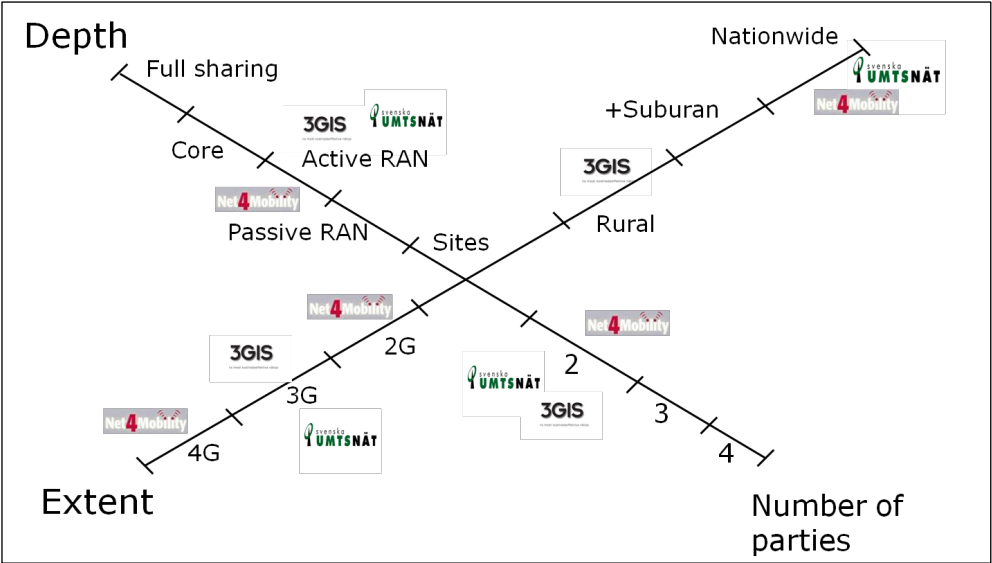 Depth
Nationwide
Full sharing
svenska
UMTSNÄT
Net4Mobility
+Suburan
3GIS
svenska
UMTSNÄT
Core
Active RAN
3GIS
Net4Mobility
Rural
Passive RAN
Sites
Net4Mobility
Net4Mobility
2G
3GIS
svenska
UMTSNÄT
2
3G
3GIS
3
Net4Mobility
svenska
UMTSNÄT
4G
4
Extent
Number of
parties